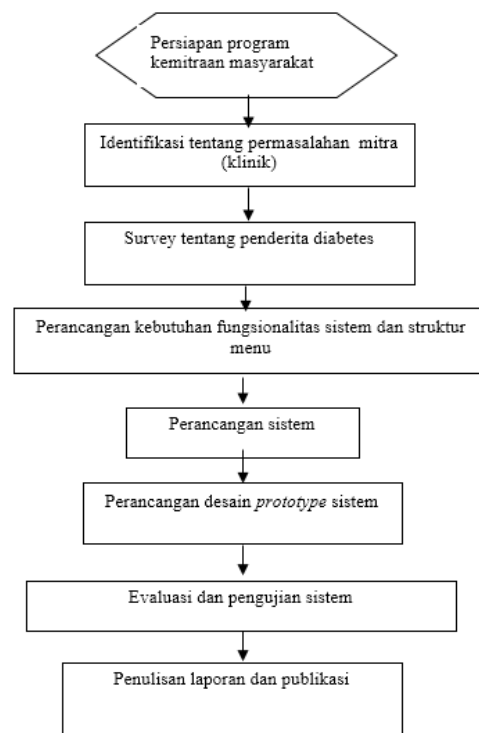 Persiapan program
kemitraan masyarakat
Identifikasi tentang permasalahan mitra
(klinik)
Survey tentang penderita diabetes
Perancangan kebutuhan fungsionalitas sistem dan struktur
menu
Perancangan sistem
Perancangan desain prototype sistem
Evaluasi dan pengujian sistem
Penulisan laporan dan publikasi